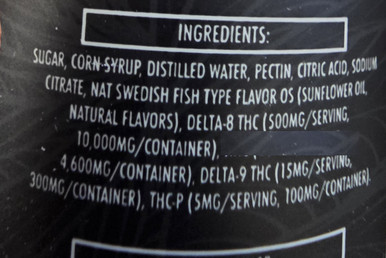 INGREDIENTS:
SUGAR, CORN SYRUP, DISTILLED WATER, PECTIN, CITRIC ACID, SODIUM
CITRATE, NAT SWEDISH FISH TYPE FLAVOR OS (SUNFLOWER OIL,
NATURAL FLAVORS), DELTA-8 THC (500MG/SERVING,
10,000MG/CONTAINER),
4,600MG/CONTAINER), DELTA-9 THC (15MG/SERVING,
300MG/CONTAINER), THC-P (5MG/SERVING, 100MG/CONTAINER).